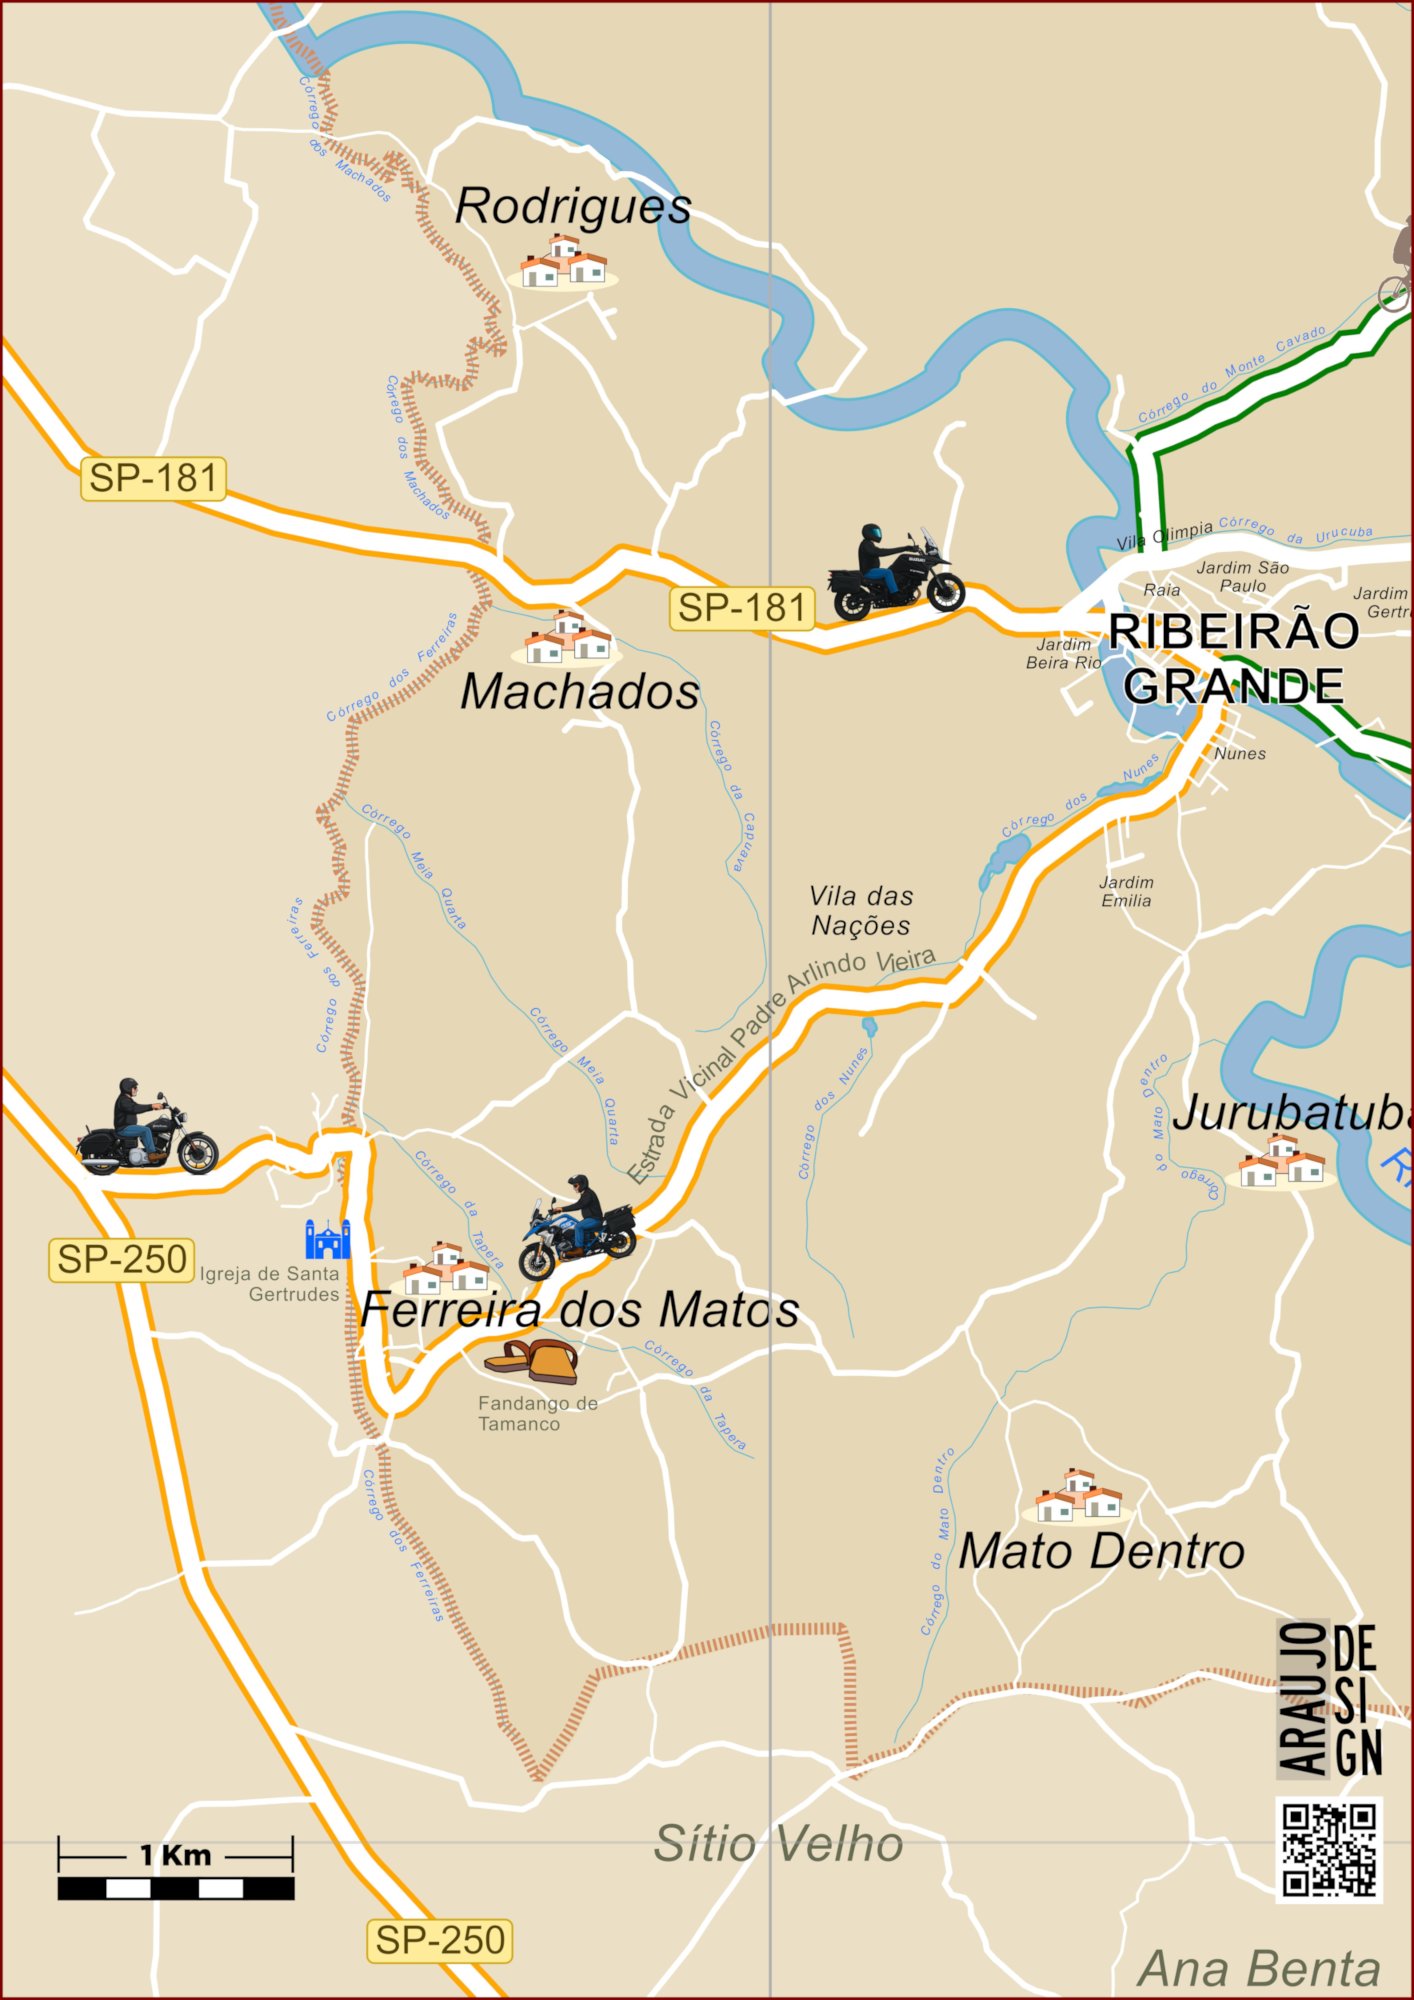 Córrego dos Machados
Rodrigues
Córrego do Monte Cavado
Córrego dos Machados
SP-181
Vila Olimpia
Córrego da Urucuba
Jardim São
Paulo
Raia
Jardim
SP-181
RIBEIRÃO
GRANDE
Jardim
Beira Rio
Córrego dos Ferreiras
Machados
Nunes
Córrego da Capuava
Córrego dos Nunes
Córrego Meia Quarta
Jardim
Emilia
Vila das
Nações
Córrego dos Ferreiras
Estrada Vicinal Padre Arlindo Vieira
Córrego Meia Quarta
Córrego dos Nunes
Córrego do Mato Dentro
Jurubatuba
Córrego da Tapera
SP-250
Igreja de Santa
Gertrudes
Ferreira dos Matos
Córrego da Tapera
Fandango de
Tamanco
Córrego dos Ferreiras
Córrego do Mato Dentro
Mato Dentro
ARAUJO
DE
SI
GN
Sítio Velho
1 Km
SP-250
Ana Benta